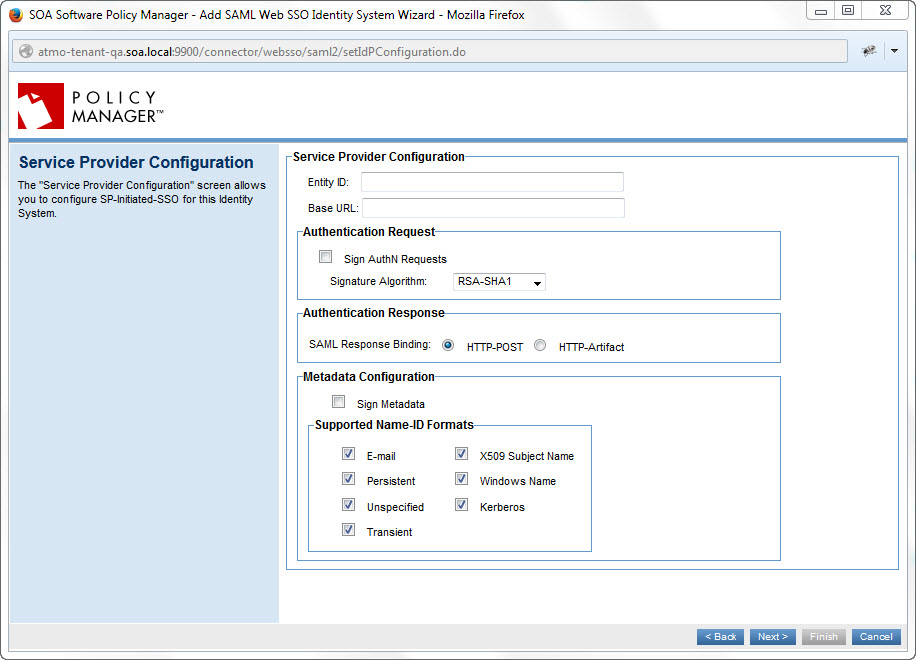 SOA Software Policy Manager - Add SAML Web SSO Identity System Wizard - Mozilla Firefox
atmo-tenant-qa.soa.local:9900/connector/websso/saml2/setIdPConfiguration.do
POLICY
MANAGER™
Service Provider Configuration
The "Service Provider Configuration" screen allows
you to configure SP-Initiated-SSO for this Identity
System.
Service Provider Configuration
Entity ID:
Base URL:
Authentication Request
Sign AuthN Requests
Signature Algorithm: RSA-SHA1
Authentication Response
SAML Response Binding: HTTP-POST HTTP-Artifact
Metadata Configuration
Sign Metadata
Supported Name-ID Formats
E-mail X509 Subject Name
Persistent Windows Name
Unspecified Kerberos
Transient
< Back Next > Finish Cancel